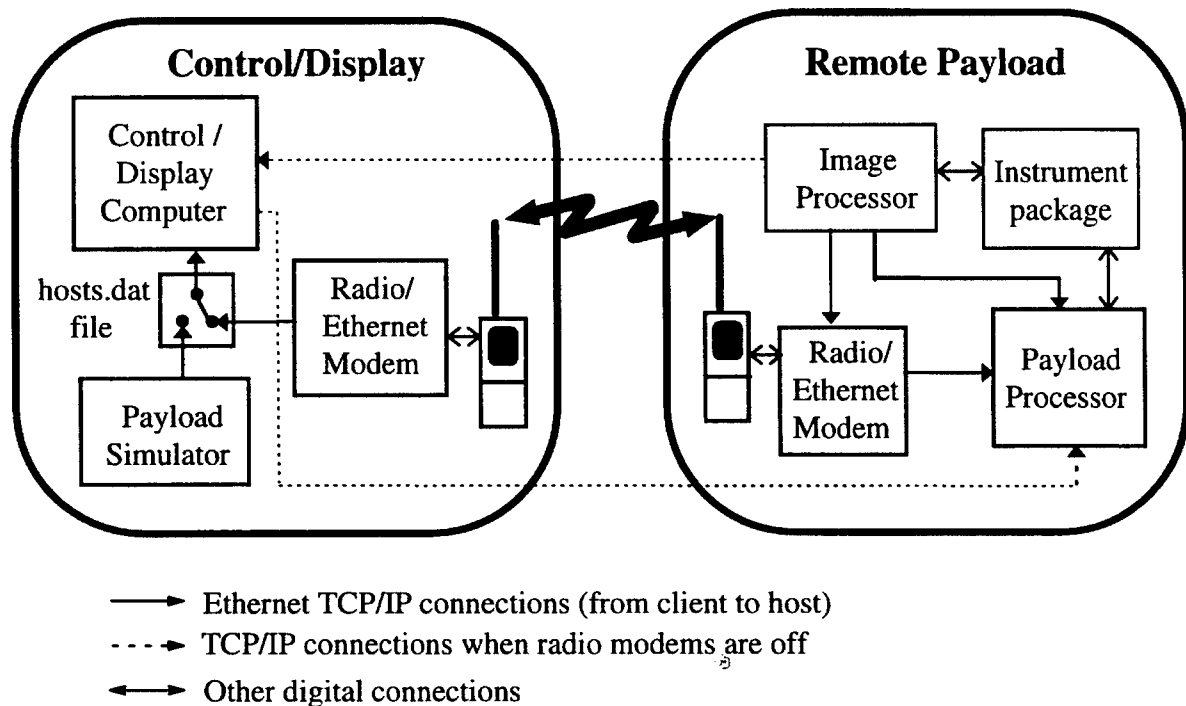 Control/Display
Control /
Display
Computer
hosts.dat
file
Radio/
Ethernet
Modem
Payload
Simulator
Remote Payload
Image
Processor
Instrument
package
Radio/
Ethernet
Modem
Payload
Processor
Ethernet TCP/IP connections (from client to host)
TCP/IP connections when radio modems are off
Other digital connections